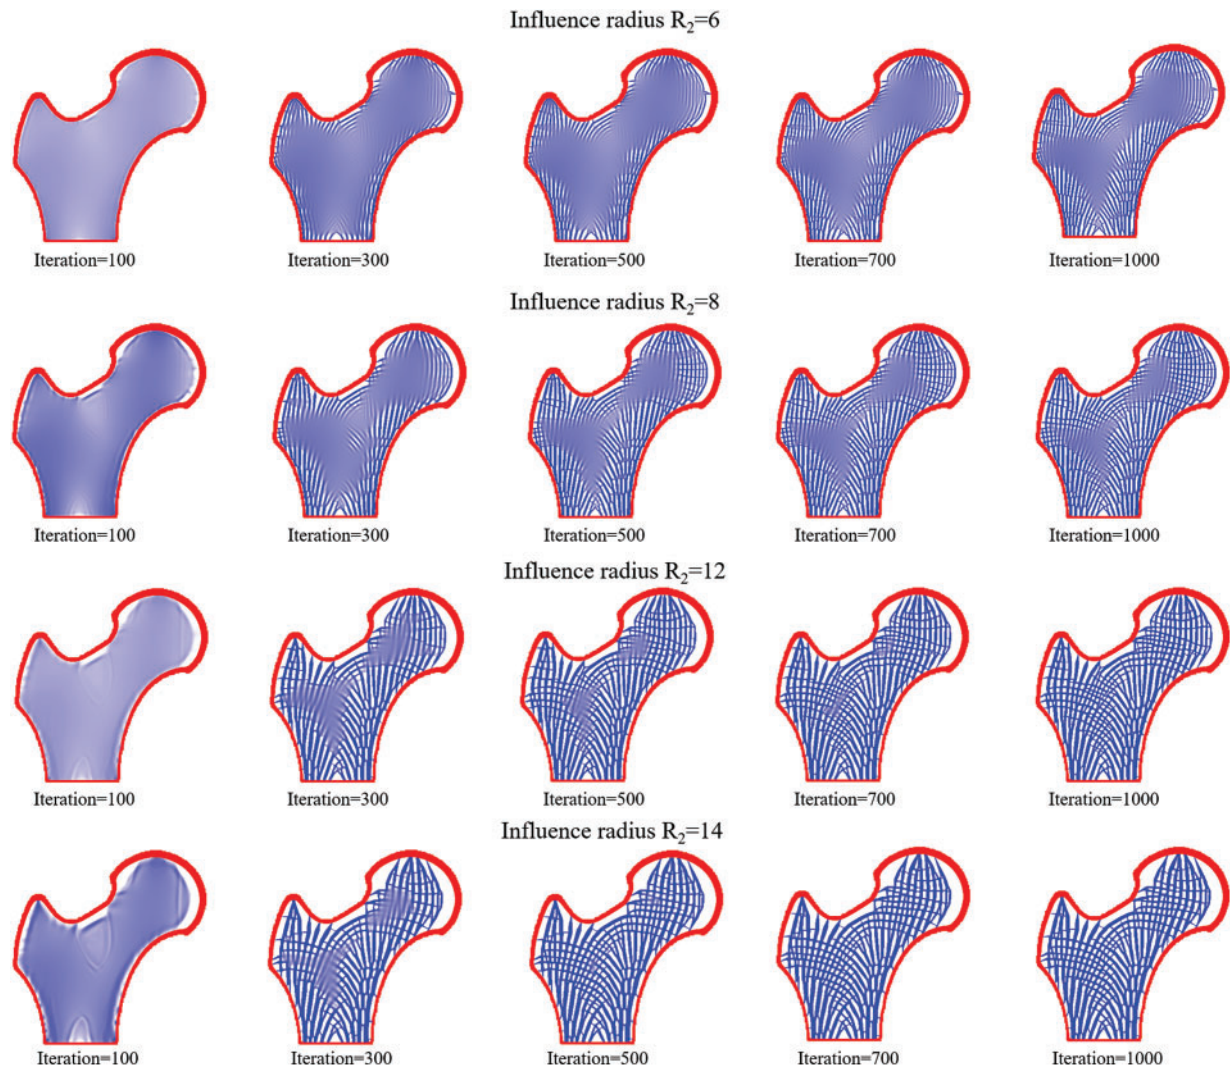 Influence radius R₂=6
Iteration=100 Iteration=300 Iteration=500 Iteration=700 Iteration=1000
Influence radius R₂=8
Iteration=100 Iteration=300 Iteration=500 Iteration=700 Iteration=1000
Influence radius R₂=12
Iteration=100 Iteration=300 Iteration=500 Iteration=700 Iteration=1000
Influence radius R₂=14
Iteration=100 Iteration=300 Iteration=500 Iteration=700 Iteration=1000